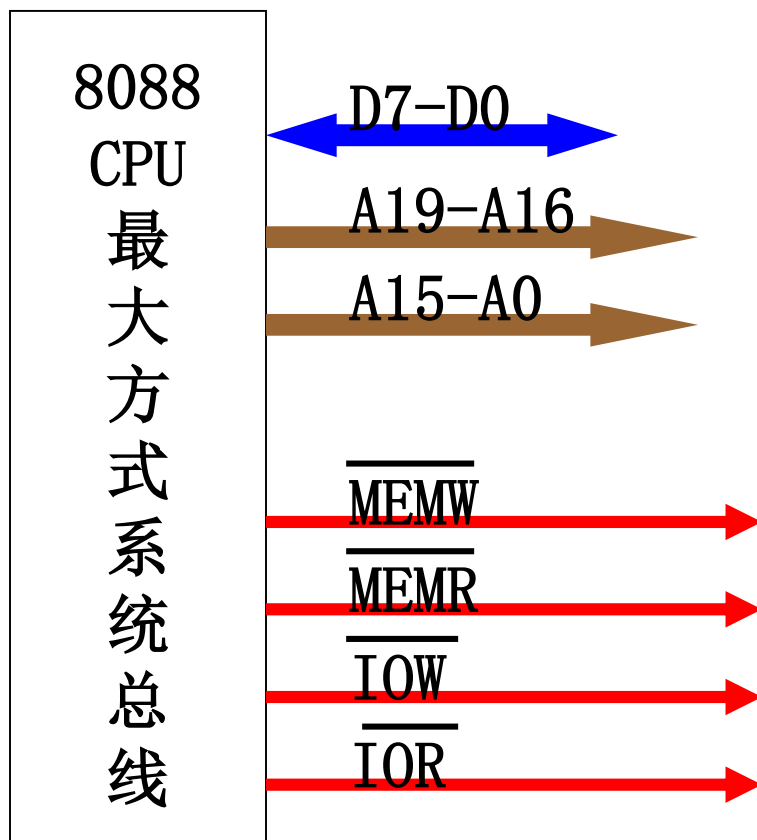 8088
CPU
最
大
方
式
系
统
总
线
D7-D0
A19-A16
A15-A0
MEMW
MEMR
IOW
IOR